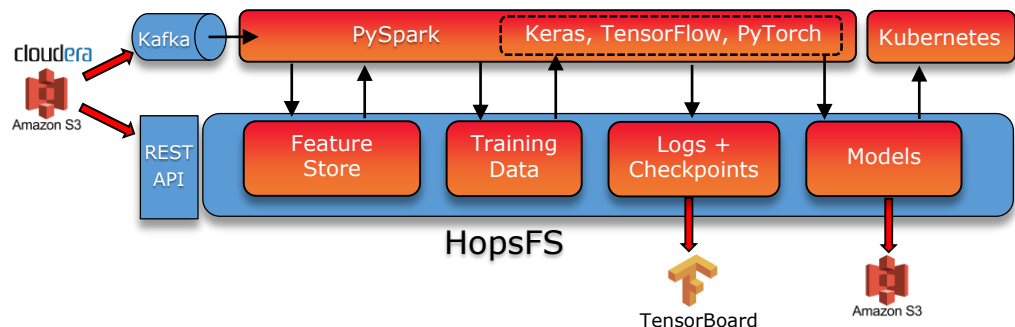 cloudera
Amazon S3
Kafka
PySpark
Keras, TensorFlow, PyTorch
Kubernetes
REST
API
Feature
Store
Training
Data
Logs +
Checkpoints
Models
HopsFS
TensorBoard
Amazon S3